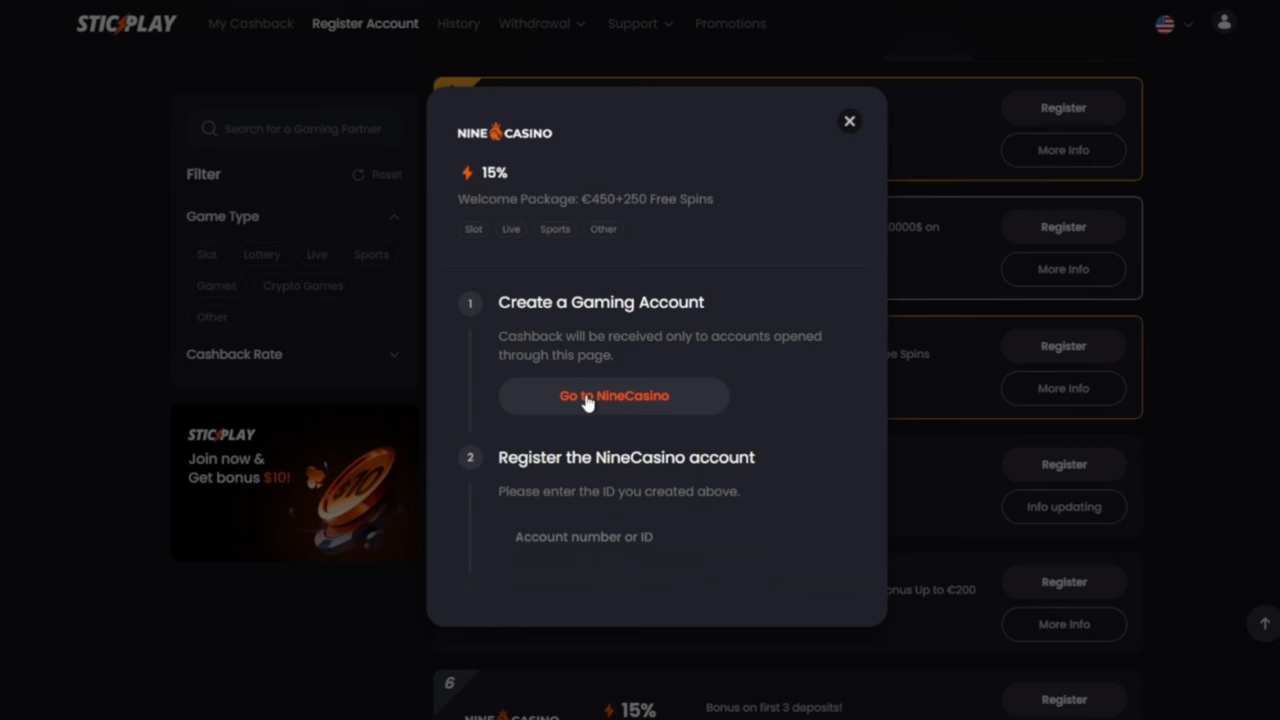 STICPLAY
My Cashback
Register Account
History
Withdrawal
Support
Promotions
Search for a Gaming Partner
Filter
Reset
Game Type
Slot
Lottery
Live
Sports
Games
Crypto Games
Other
Cashback Rate
STICPLAY
Join now &
Get bonus $10!
$10
NINE CASINO
15%
Welcome Package: €450+250 Free Spins
Slot
Live
Sports
Other
1
Create a Gaming Account
Cashback will be received only to accounts opened
through this page.
Go to NineCasino
2
Register the NineCasino account
Please enter the ID you created above.
Account number or ID
Register
More Info
0000$ on
Register
More Info
Spins
Register
More Info
Register
Info updating
Up to €200
Register
More Info
6
NINE CASINO
15%
Bonus on first 3 deposits!
Register